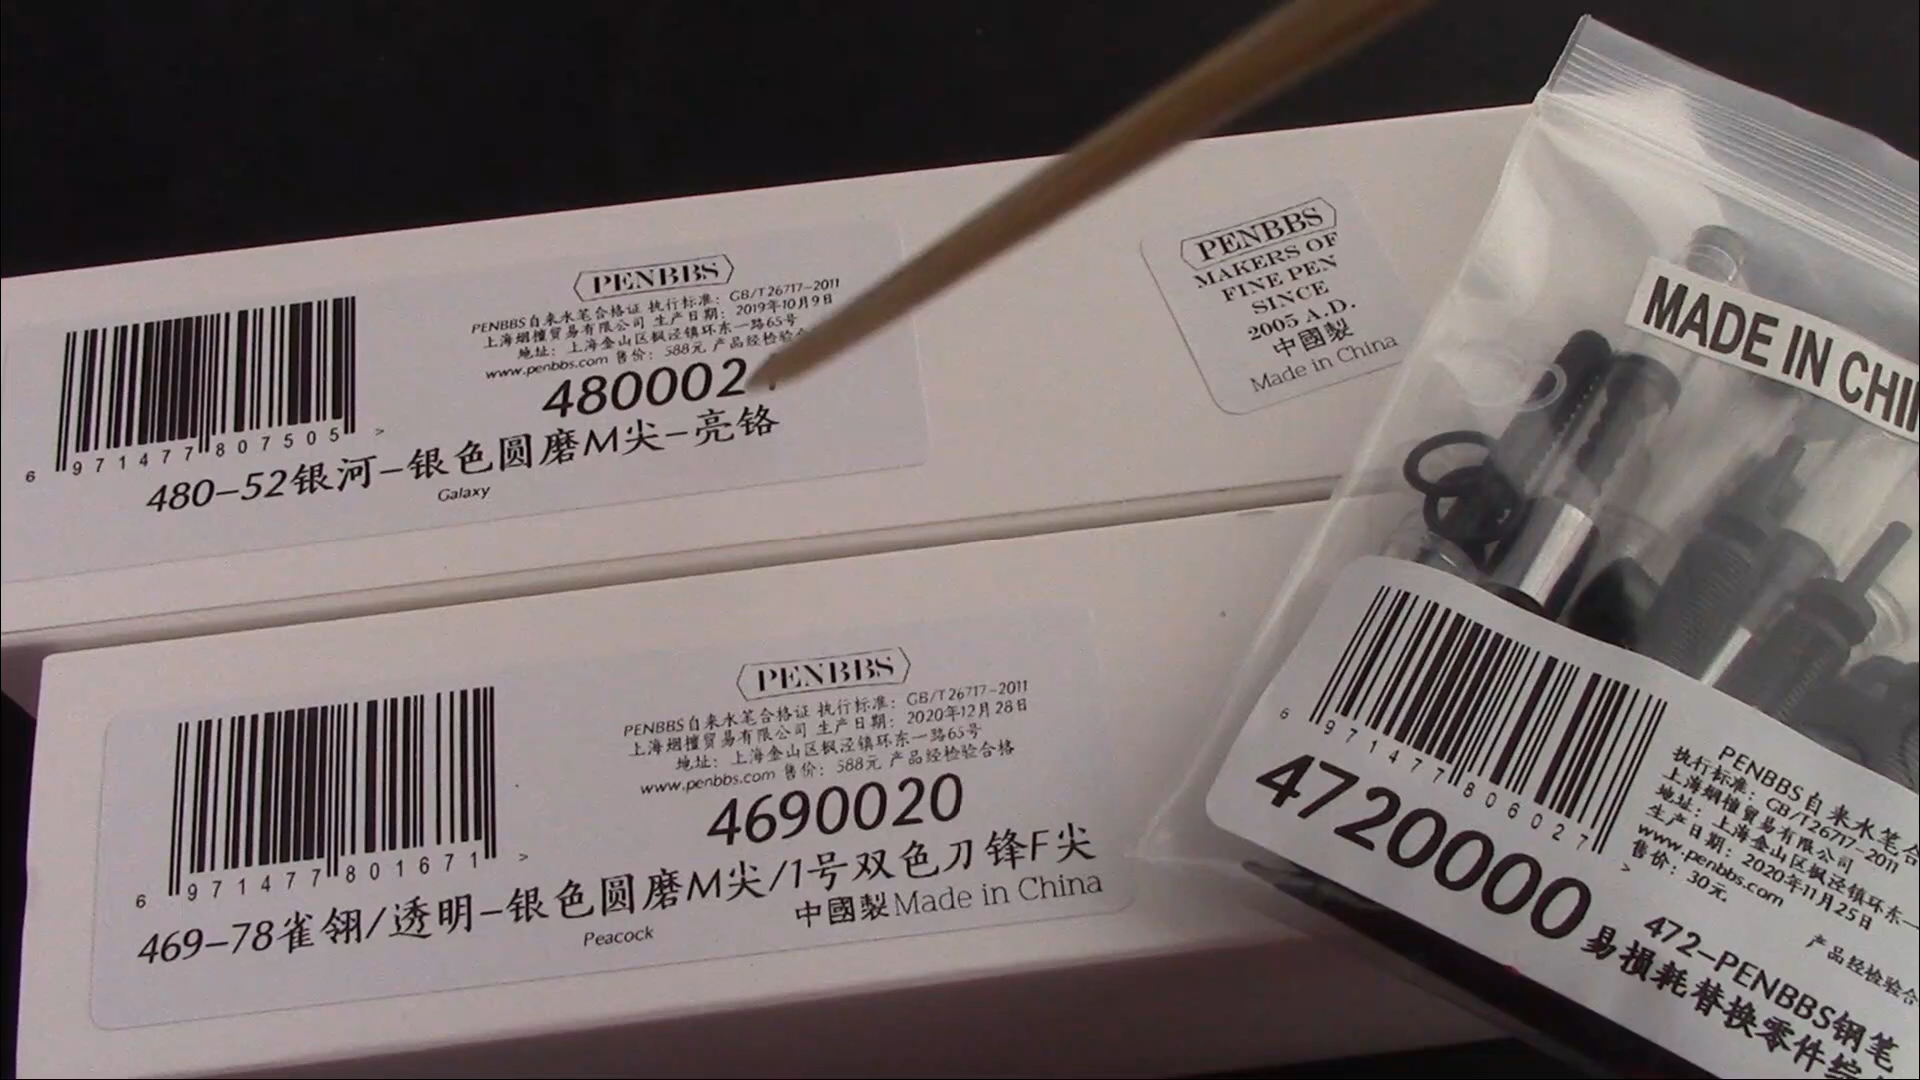 PENBBS
PENBBS自来水笔合格证 执行标准：GB/T26717-2011
上海烟檀贸易有限公司 生产日期：2019年10月9日
地址：上海金山区枫泾镇环东一路65号
www.penbbs.com 售价：588元 产品经检验合
480002
6 971477 807505 >
480-52银河-银色圆磨M尖-亮铬
Galaxy
PENBBS
MAKERS OF
FINE PEN
SINCE
2005 A.D.
中國製
Made in China
PENBBS
PENBBS自来水笔合格证 执行标准：GB/T26717-2011
上海烟檀贸易有限公司 生产日期：2020年12月28日
地址：上海金山区枫泾镇环东一路65号
www.penbbs.com 售价：588元 产品经检验合格
4690020
6 971477 801671 >
469-78雀翎/透明-银色圆磨M尖/1号双色刀锋F尖
Peacock
中國製Made in China
MADE IN CHI
6 971477 806027 >
PENBBS自来水笔合
执行标准：GB/T26717-2011
上海烟檀贸易有限公司
地址：上海金山区枫泾镇环东一
生产日期：2020年11月25日
www.penbbs.com
售价：30元
产品经检验合
4720000
472-PENBBS钢笔
易损耗替换零件综